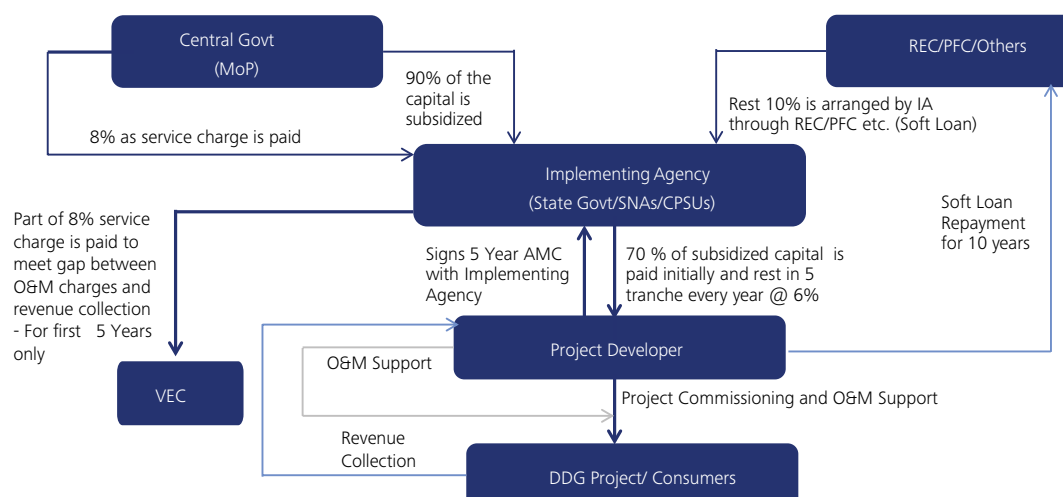 Central Govt
(MoP)
REC/PFC/Others
90% of the
capital is
subsidized
Rest 10% is arranged by IA
through REC/PFC etc. (Soft Loan)
8% as service charge is paid
Implementing Agency
(State Govt/SNAs/CPSUs)
Part of 8% service
charge is paid to
meet gap between
O&M charges and
revenue collection
- For first 5 Years
only
Signs 5 Year AMC
with Implementing
Agency
70 % of subsidized capital is
paid initially and rest in 5
tranche every year @ 6%
Soft Loan
Repayment
for 10 years
Project Developer
O&M Support
VEC
Project Commissioning and O&M Support
Revenue
Collection
DDG Project/ Consumers